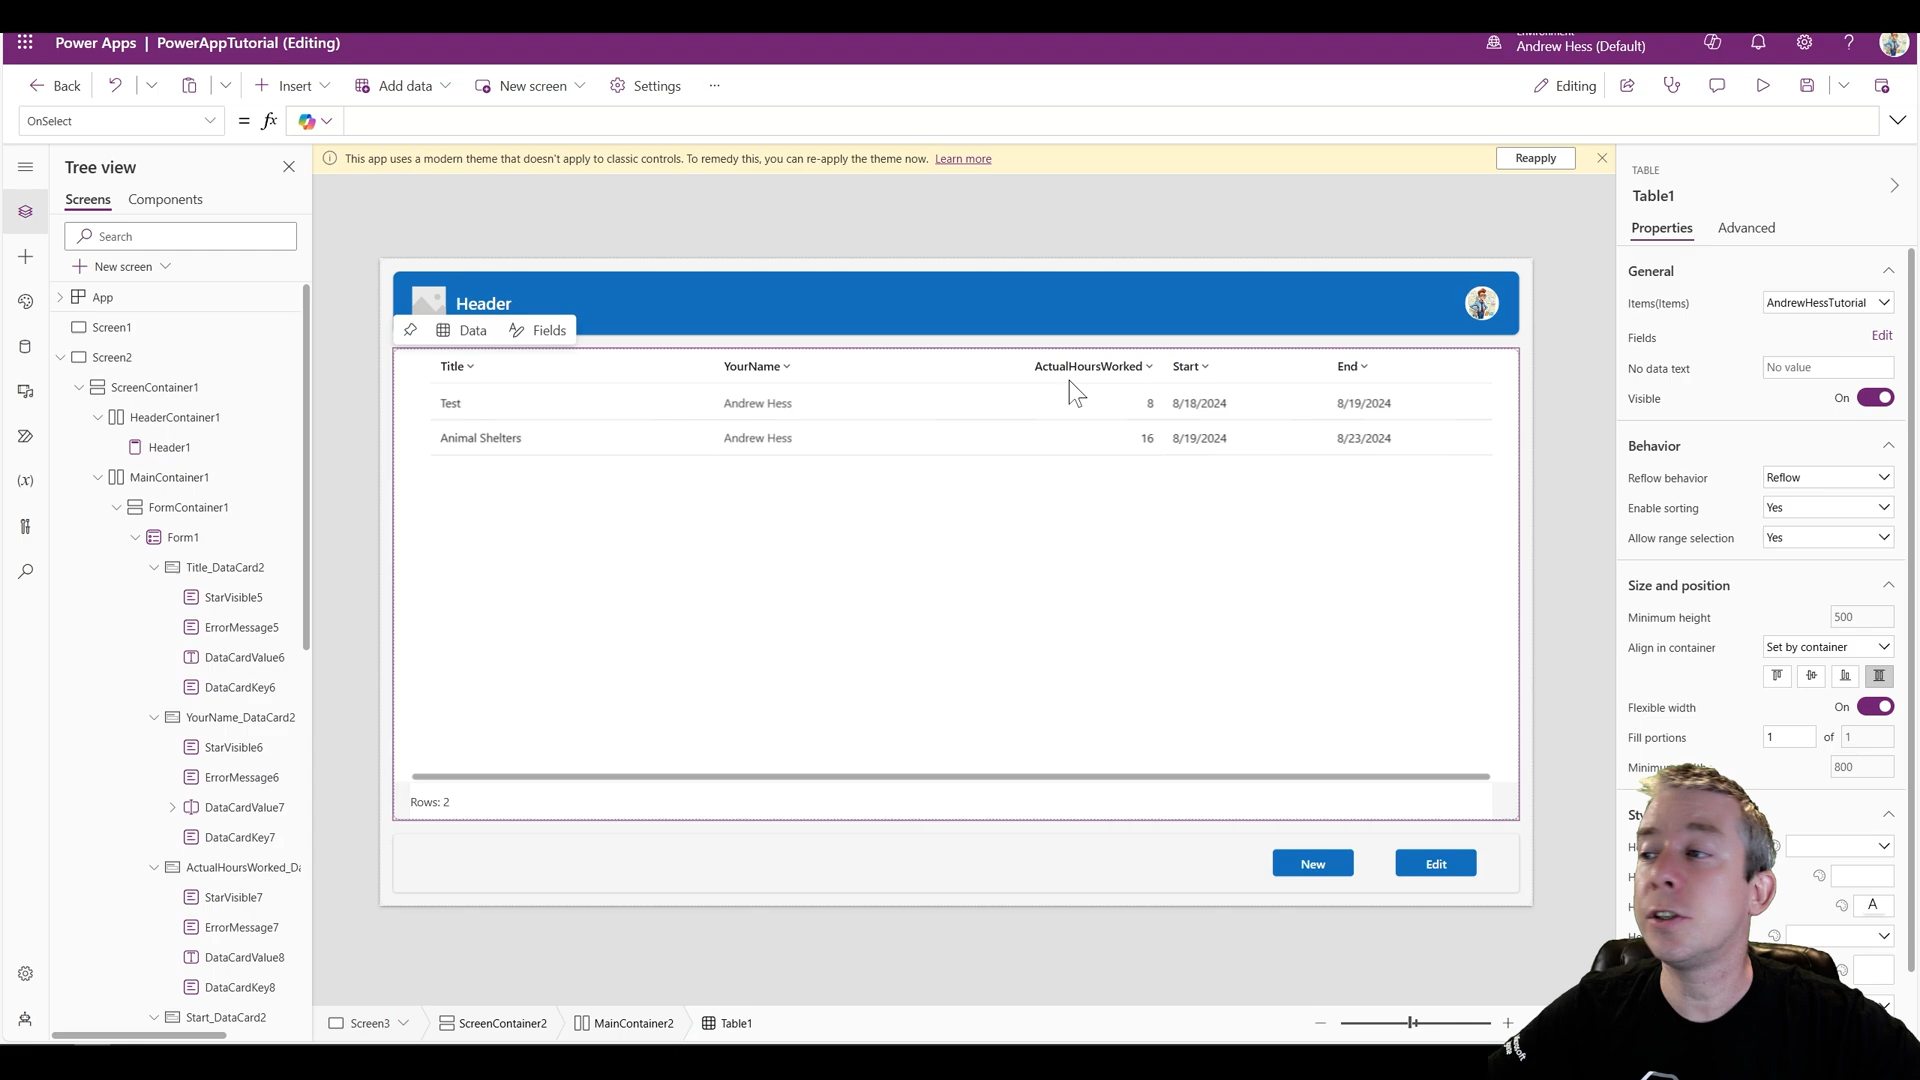 Power Apps | PowerAppTutorial (Editing)
Andrew Hess (Default)
Back
Insert
Add data
New screen
Settings
...
Editing
OnSelect
= fx
Tree view
Screens
Components
Search
New screen
App
Screen1
Screen2
ScreenContainer1
HeaderContainer1
Header1
MainContainer1
FormContainer1
Form1
Title_DataCard2
StarVisible5
ErrorMessage5
DataCardValue6
DataCardKey6
YourName_DataCard2
StarVisible6
ErrorMessage6
DataCardValue7
DataCardKey7
ActualHoursWorked_Da
StarVisible7
ErrorMessage7
DataCardValue8
DataCardKey8
Start_DataCard2
This app uses a modern theme that doesn't apply to classic controls. To remedy this, you can re-apply the theme now. Learn more
Reapply
Header
Data
Fields
Title YourName ActualHoursWorked Start End
Test Andrew Hess 8 8/18/2024 8/19/2024
Animal Shelters Andrew Hess 16 8/19/2024 8/23/2024
Rows: 2
New
Edit
Screen3
ScreenContainer2
MainContainer2
Table1
TABLE
Table1
Properties
Advanced
General
Items(Items) AndrewHessTutorial
Fields Edit
No data text No value
Visible On
Behavior
Reflow behavior Reflow
Enable sorting Yes
Allow range selection Yes
Size and position
Minimum height 500
Align in container Set by container
Flexible width On
Fill portions 1 of 1
800
A